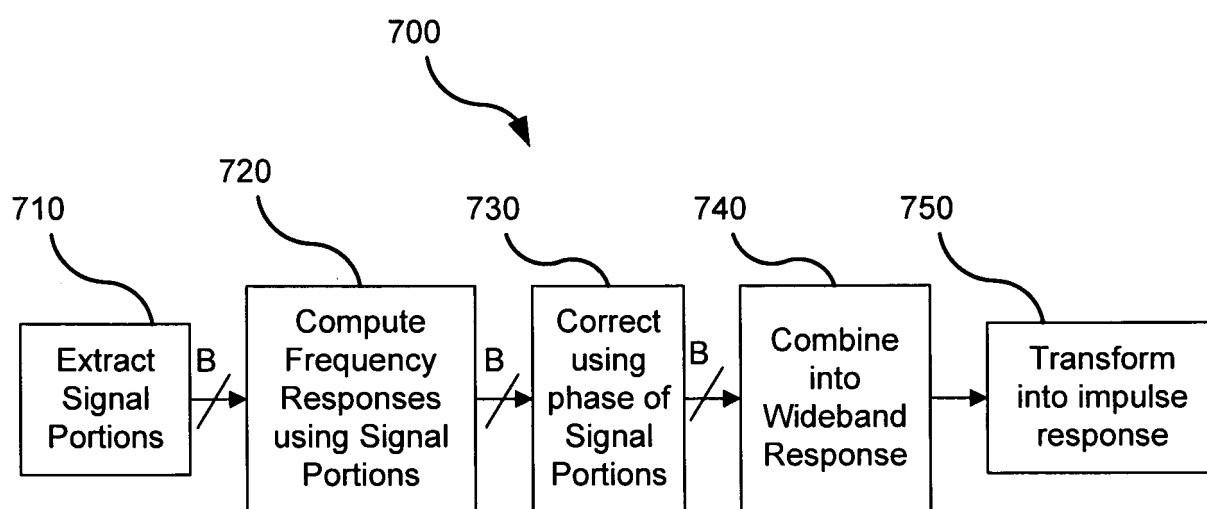 700
710
720
730
740
750
Extract
Signal
Portions
B
Compute
Frequency
Responses
using Signal
Portions
B
Correct
using
phase of
Signal
Portions
B
Combine
into
Wideband
Response
Transform
into impulse
response